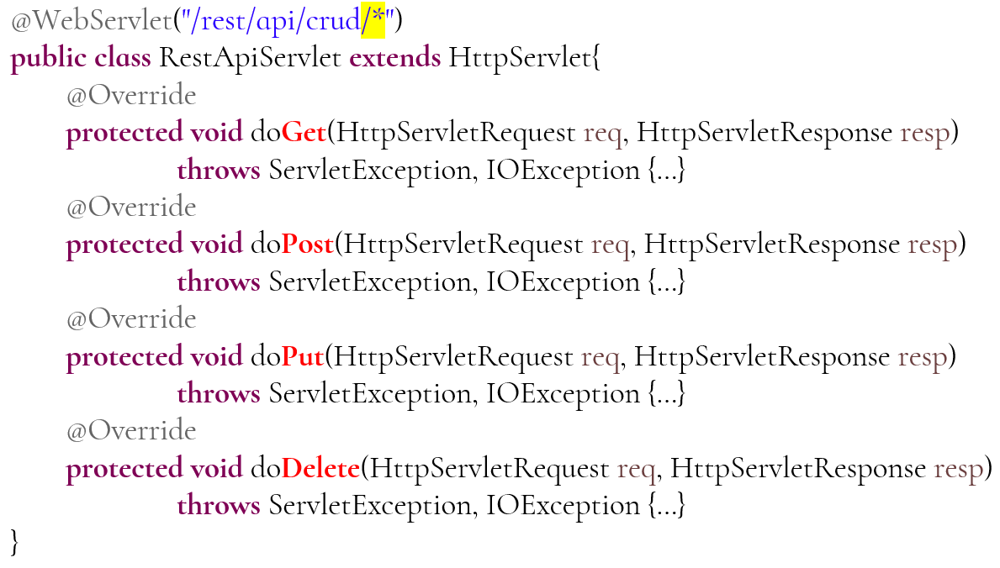 @WebServlet("/rest/api/crud/*")
public class RestApiServlet extends HttpServlet{
@Override
protected void doGet(HttpServletRequest req, HttpServletResponse resp)
throws ServletException, IOException {...}
@Override
protected void doPost(HttpServletRequest req, HttpServletResponse resp)
throws ServletException, IOException {...}
@Override
protected void doPut(HttpServletRequest req, HttpServletResponse resp)
throws ServletException, IOException {...}
@Override
protected void doDelete(HttpServletRequest req, HttpServletResponse resp)
throws ServletException, IOException {...}
}